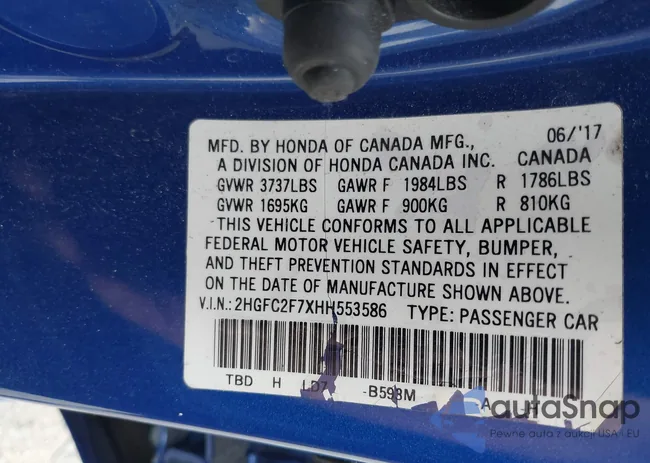 MFD. BY HONDA OF CANADA MFG., 06/'17
A DIVISION OF HONDA CANADA INC. CANADA
GVWR 3737LBS GAWR F 1984LBS R 1786LBS
GVWR 1695KG GAWR F 900KG R 810KG
THIS VEHICLE CONFORMS TO ALL APPLICABLE
FEDERAL MOTOR VEHICLE SAFETY, BUMPER,
AND THEFT PREVENTION STANDARDS IN EFFECT
ON THE DATE OF MANUFACTURE SHOWN ABOVE.
V.I.N.: 2HGFC2F7XHH553586 TYPE: PASSENGER CAR
TBD H -B593M A H
autaSnap
Pewne auta z aukcji USA i EU